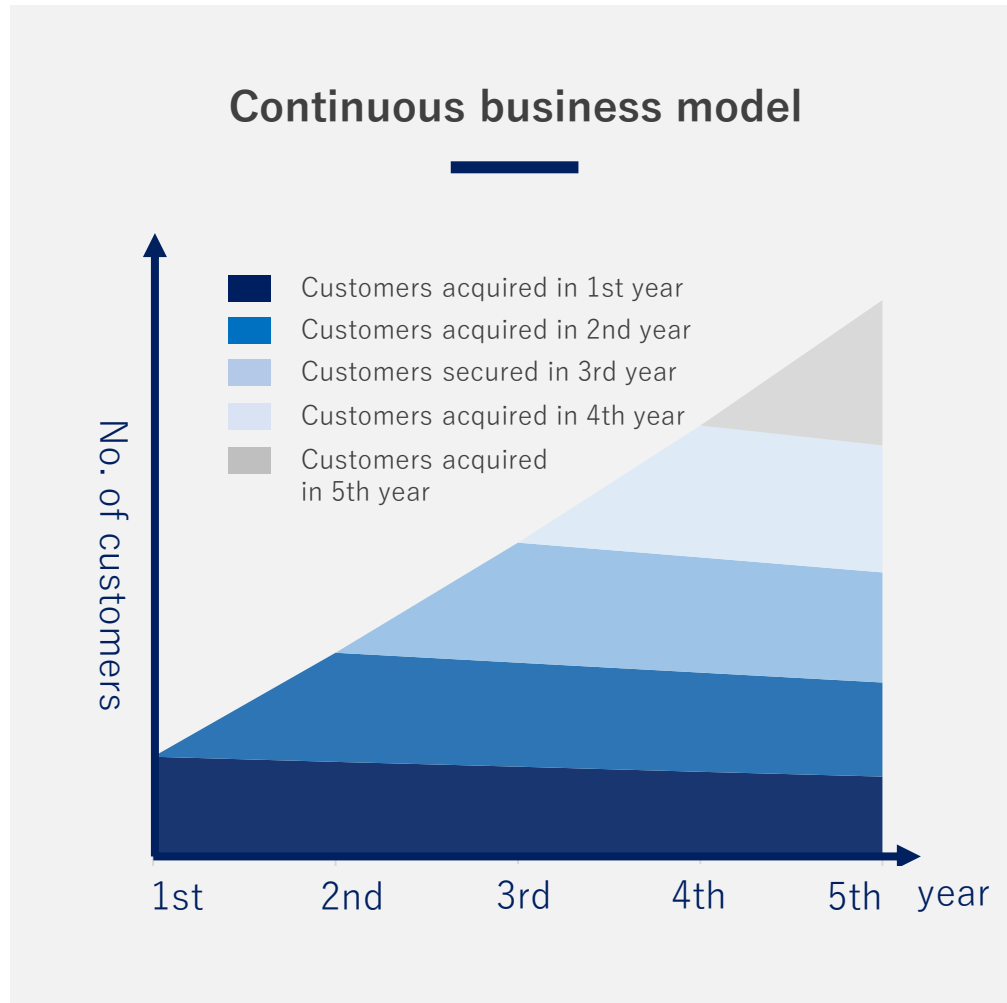 Continuous business model
Customers acquired in 1st year
Customers acquired in 2nd year
Customers secured in 3rd year
Customers acquired in 4th year
Customers acquired
in 5th year
No. of customers
1st
2nd
3rd
4th
5th
year